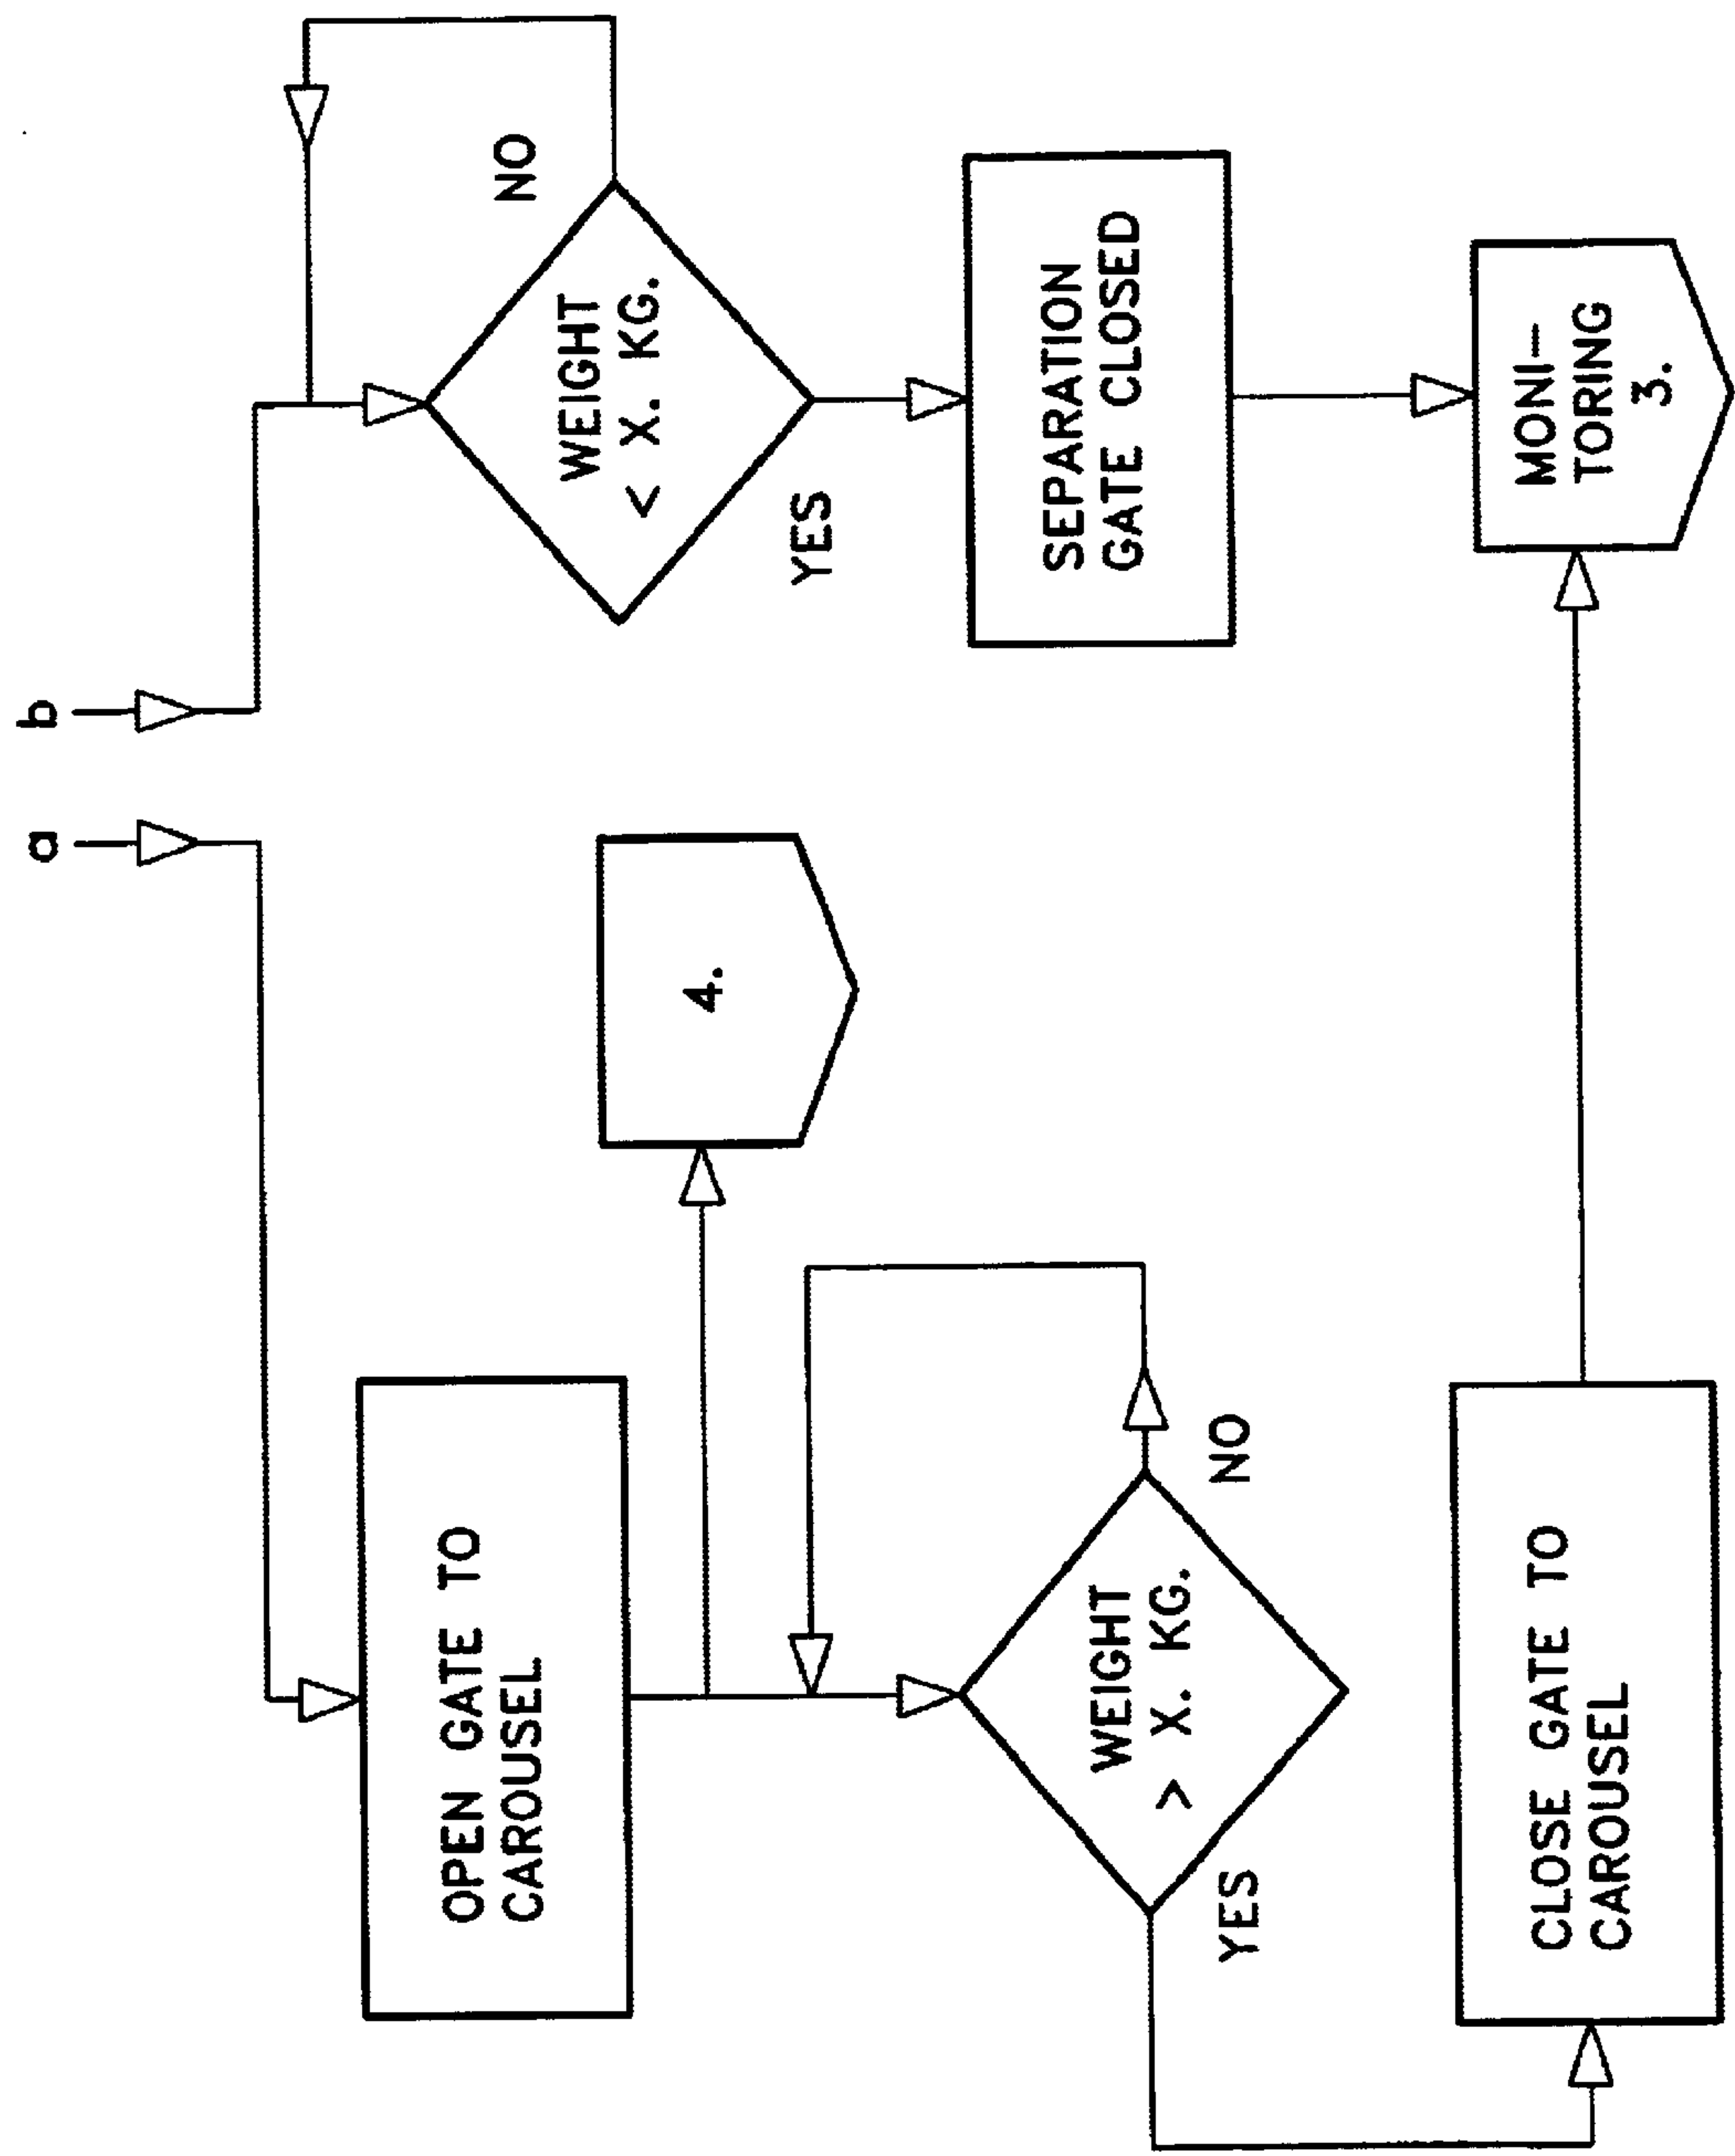 a
b
OPEN GATE TO
CAROUSEL
4.
WEIGHT
> X. KG.
YES
NO
CLOSE GATE TO
CAROUSEL
WEIGHT
< X. KG.
NO
YES
SEPARATION
GATE CLOSED
MONI-
TORING
3.